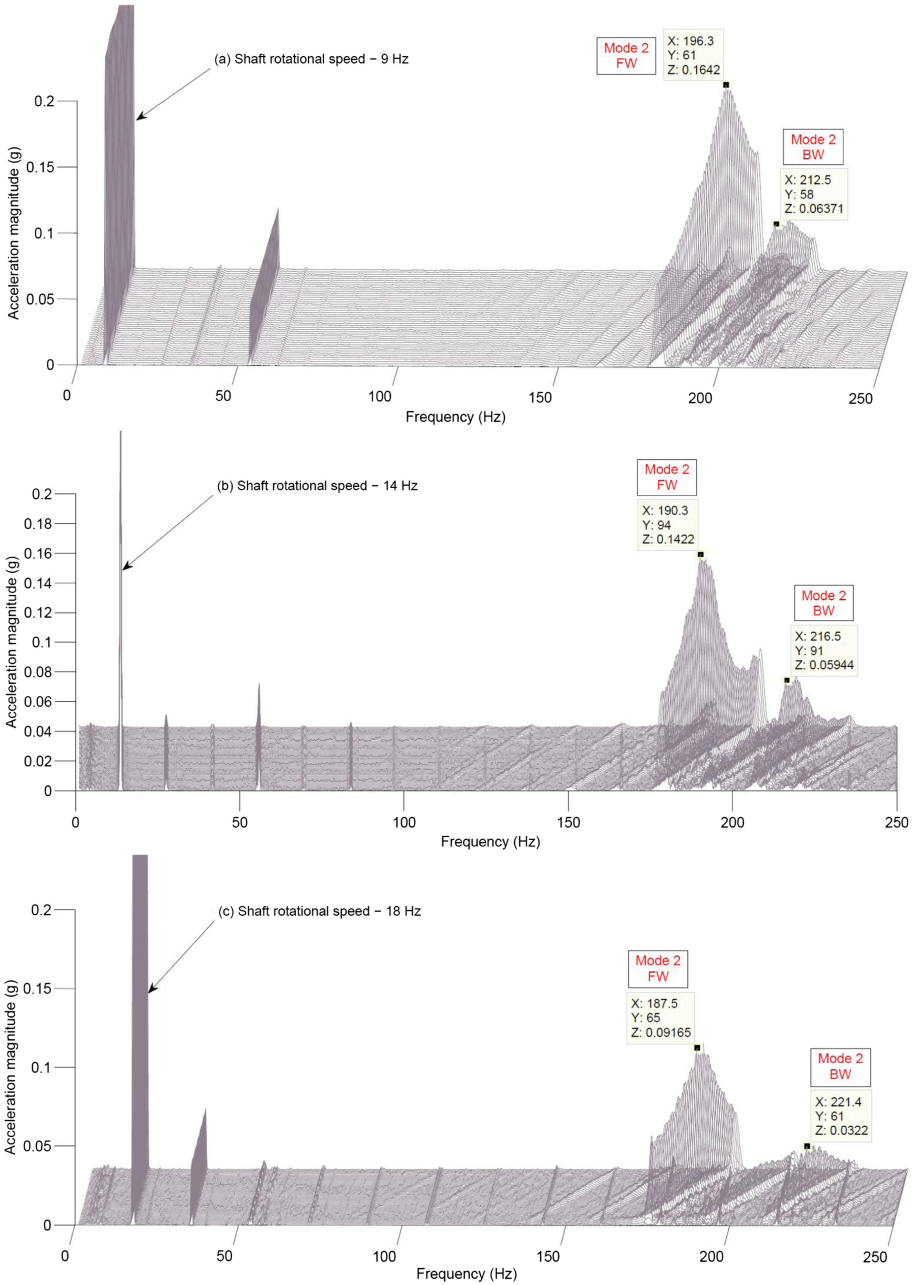 (a) Shaft rotational speed – 9 Hz
Mode 2
FW
X: 196.3
Y: 61
Z: 0.1642
Mode 2
BW
X: 212.5
Y: 58
Z: 0.06371
Acceleration magnitude (g)
0.2
0.15
0.1
0.05
0
0
50
100
150
200
250
Frequency (Hz)
(b) Shaft rotational speed – 14 Hz
Mode 2
FW
X: 190.3
Y: 94
Z: 0.1422
Mode 2
BW
X: 216.5
Y: 91
Z: 0.05944
Acceleration magnitude (g)
0.2
0.16
0.14
0.12
0.1
0.08
0.06
0.04
0.02
0
0
50
100
150
200
250
Frequency (Hz)
(c) Shaft rotational speed – 18 Hz
Mode 2
FW
X: 187.5
Y: 65
Z: 0.09165
Mode 2
BW
X: 221.4
Y: 61
Z: 0.0322
Acceleration magnitude (g)
0.2
0.15
0.1
0.05
0
0
50
100
150
200
250
Frequency (Hz)